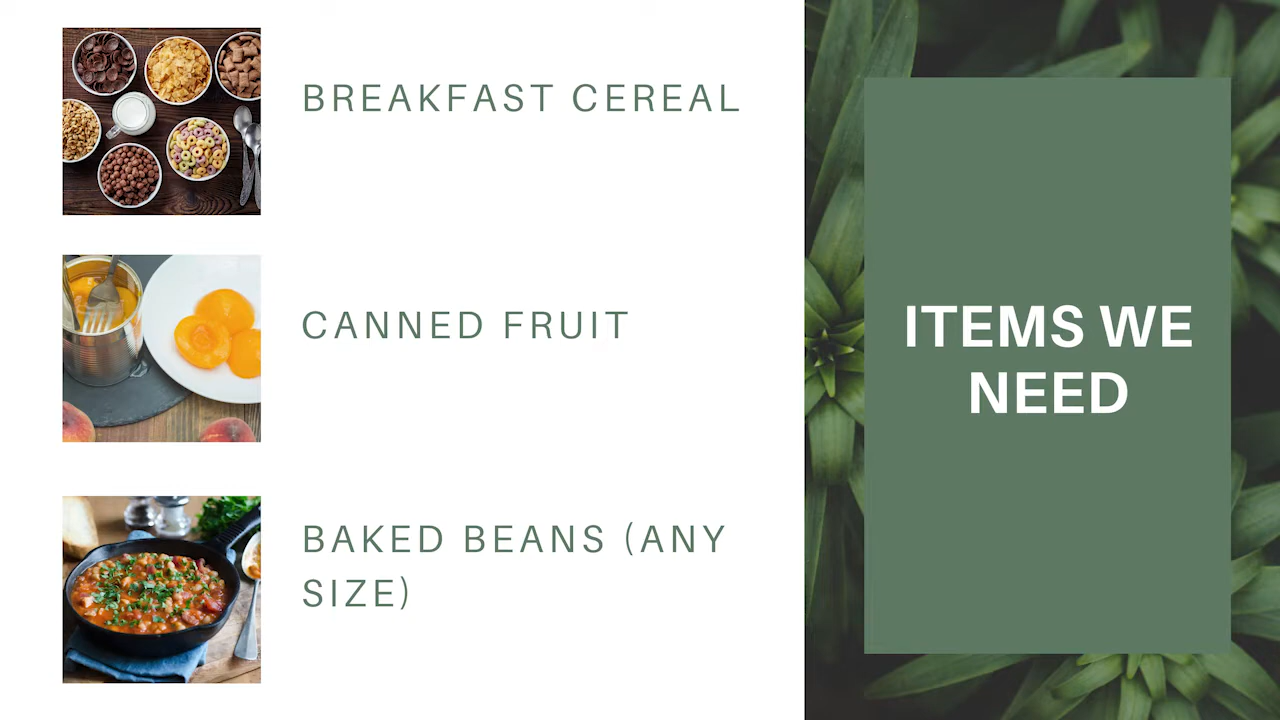 BREAKFAST CEREAL
CANNED FRUIT
BAKED BEANS (ANY
SIZE)
ITEMS WE
NEED